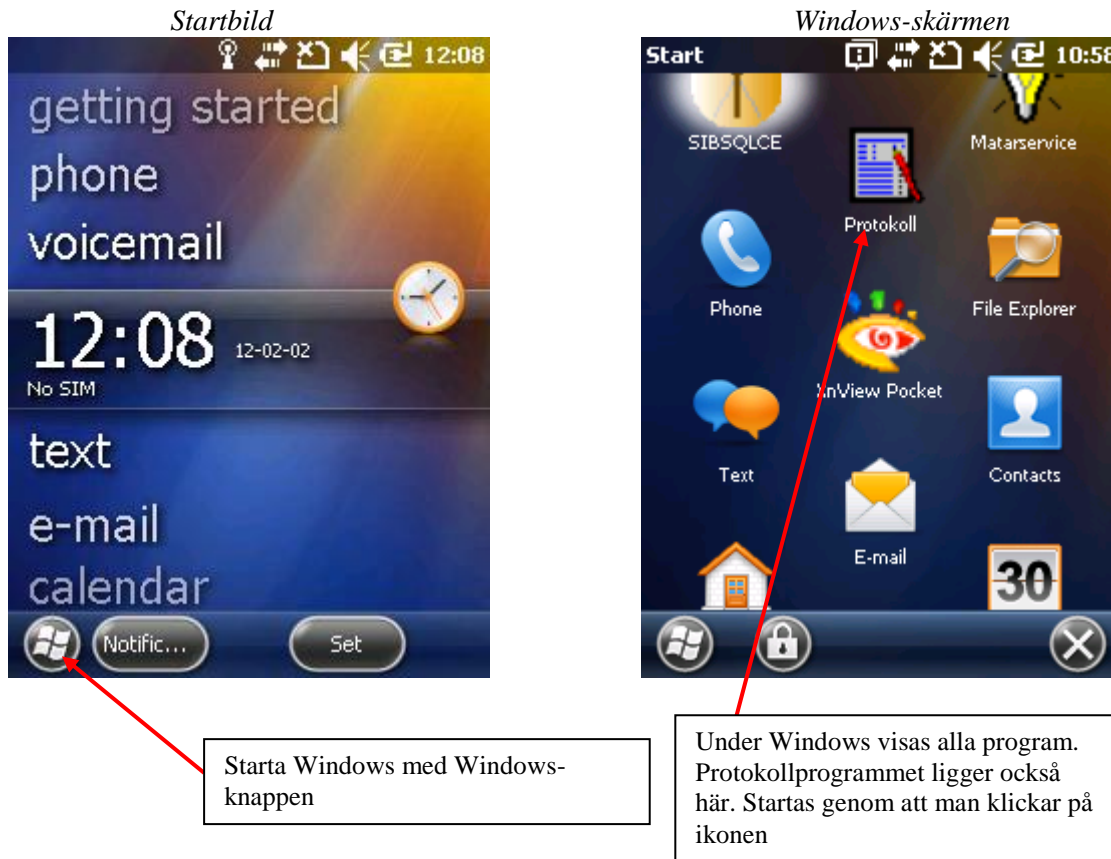 Startbild
12:08
getting started
phone
voicemail
12:08 12-02-02
No SIM
text
e-mail
calendar
Notific... Set
Starta Windows med Windows-
knappen
Windows-skärmen
Start 10:58
SIBSQLCE
Matarservice
Protokoll
Phone
File Explorer
XnView Pocket
Text
Contacts
E-mail
30
Under Windows visas alla program.
Protokollprogrammet ligger också
här. Startas genom att man klickar på
ikonen